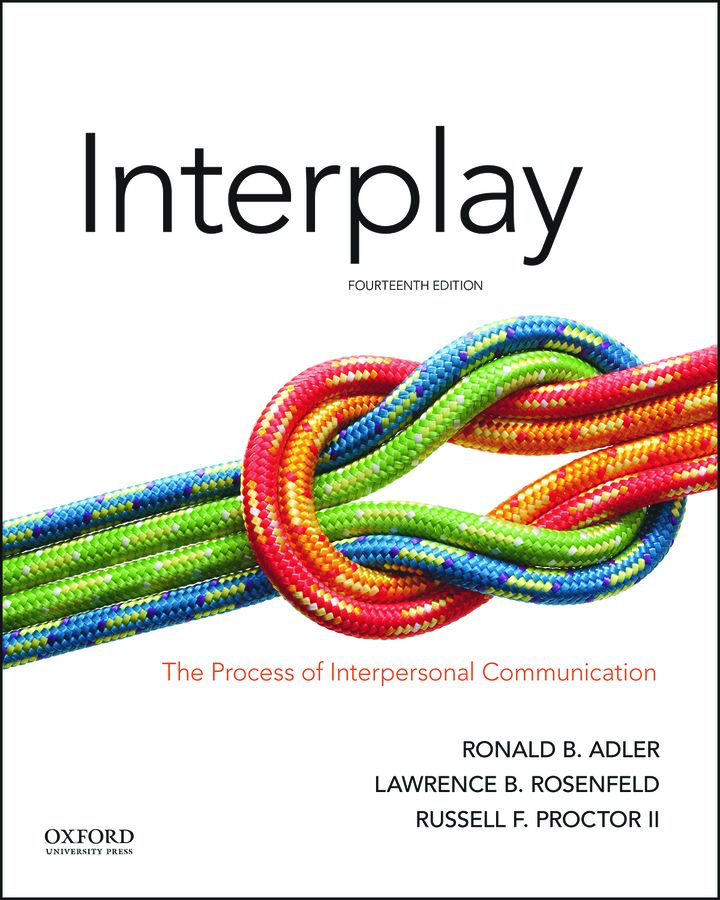 Interplay
FOURTEENTH EDITION
The Process of Interpersonal Communication
RONALD B. ADLER
LAWRENCE B. ROSENFELD
RUSSELL F. PROCTOR II
OXFORD
UNIVERSITY PRESS